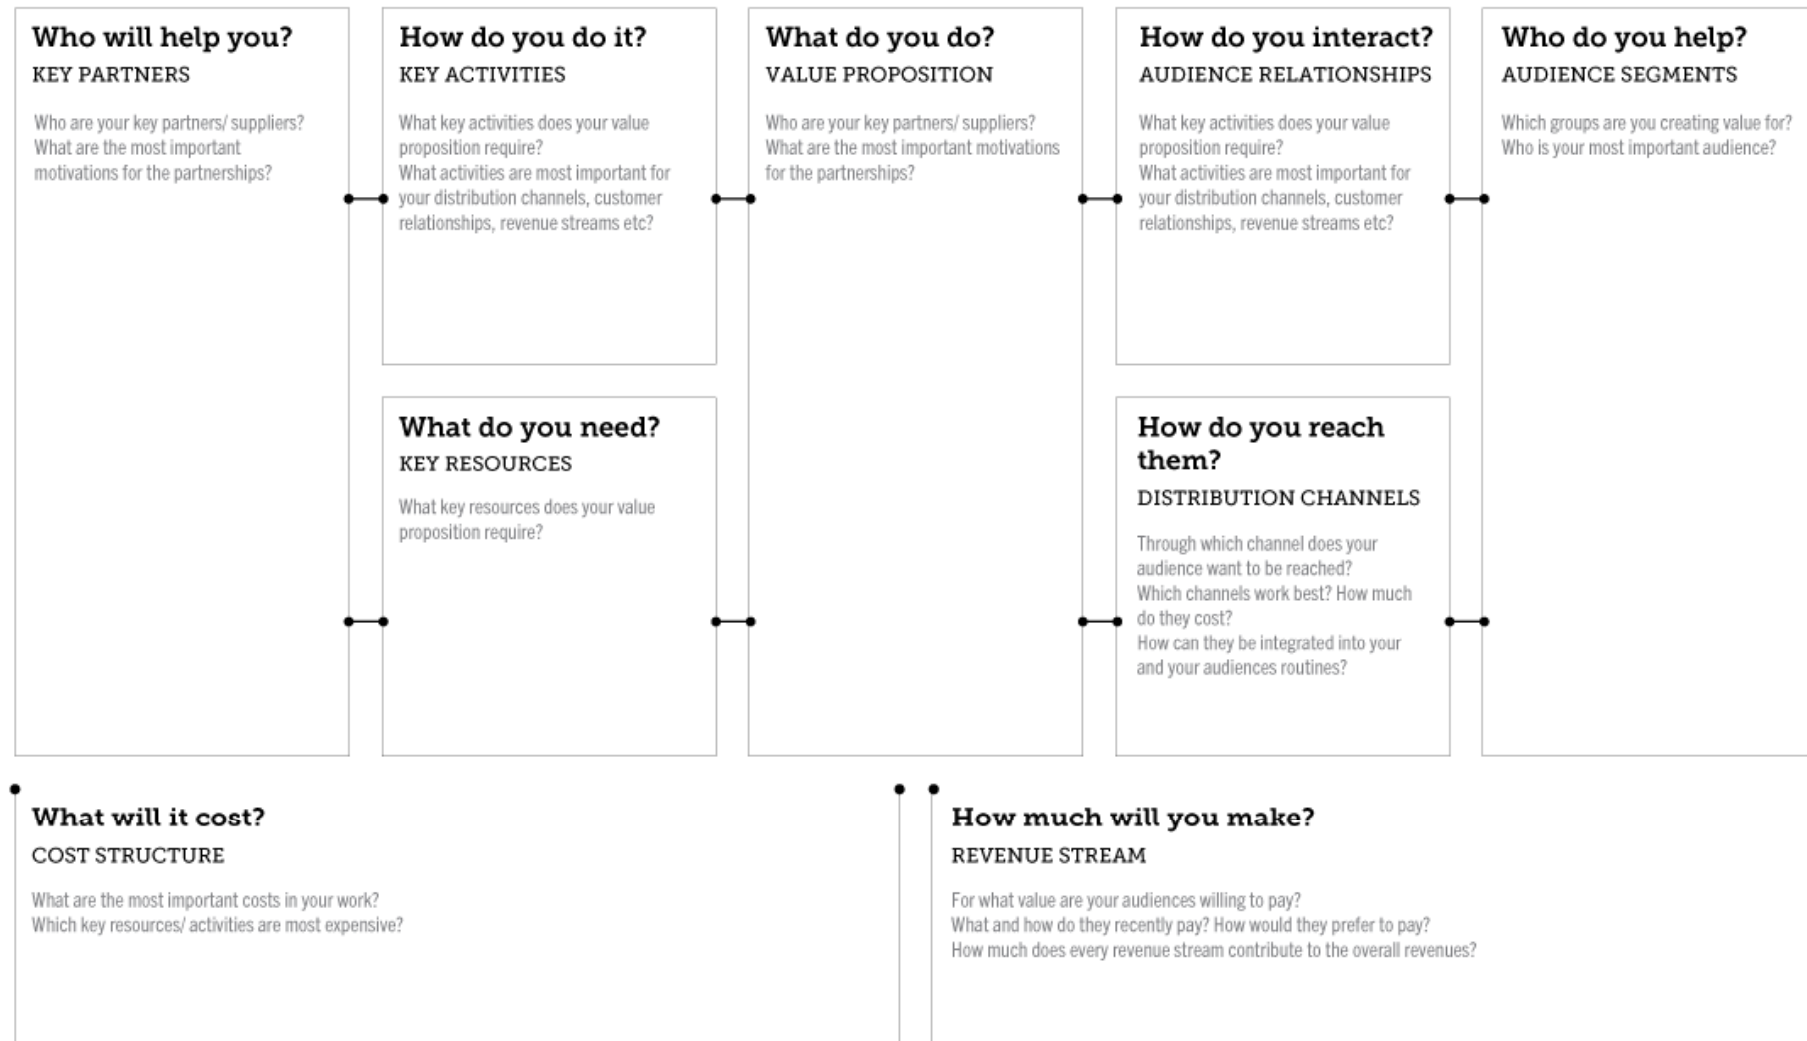 Who will help you?
KEY PARTNERS
Who are your key partners/ suppliers?
What are the most important
motivations for the partnerships?
How do you do it?
KEY ACTIVITIES
What key activities does your value
proposition require?
What activities are most important for
your distribution channels, customer
relationships, revenue streams etc?
What do you need?
KEY RESOURCES
What key resources does your value
proposition require?
What do you do?
VALUE PROPOSITION
Who are your key partners/ suppliers?
What are the most important motivations
for the partnerships?
How do you interact?
AUDIENCE RELATIONSHIPS
What key activities does your value
proposition require?
What activities are most important for
your distribution channels, customer
relationships, revenue streams etc?
How do you reach
them?
DISTRIBUTION CHANNELS
Through which channel does your
audience want to be reached?
Which channels work best? How much
do they cost?
How can they be integrated into your
and your audiences routines?
Who do you help?
AUDIENCE SEGMENTS
Which groups are you creating value for?
Who is your most important audience?
What will it cost?
COST STRUCTURE
What are the most important costs in your work?
Which key resources/ activities are most expensive?
How much will you make?
REVENUE STREAM
For what value are your audiences willing to pay?
What and how do they recently pay? How would they prefer to pay?
How much does every revenue stream contribute to the overall revenues?